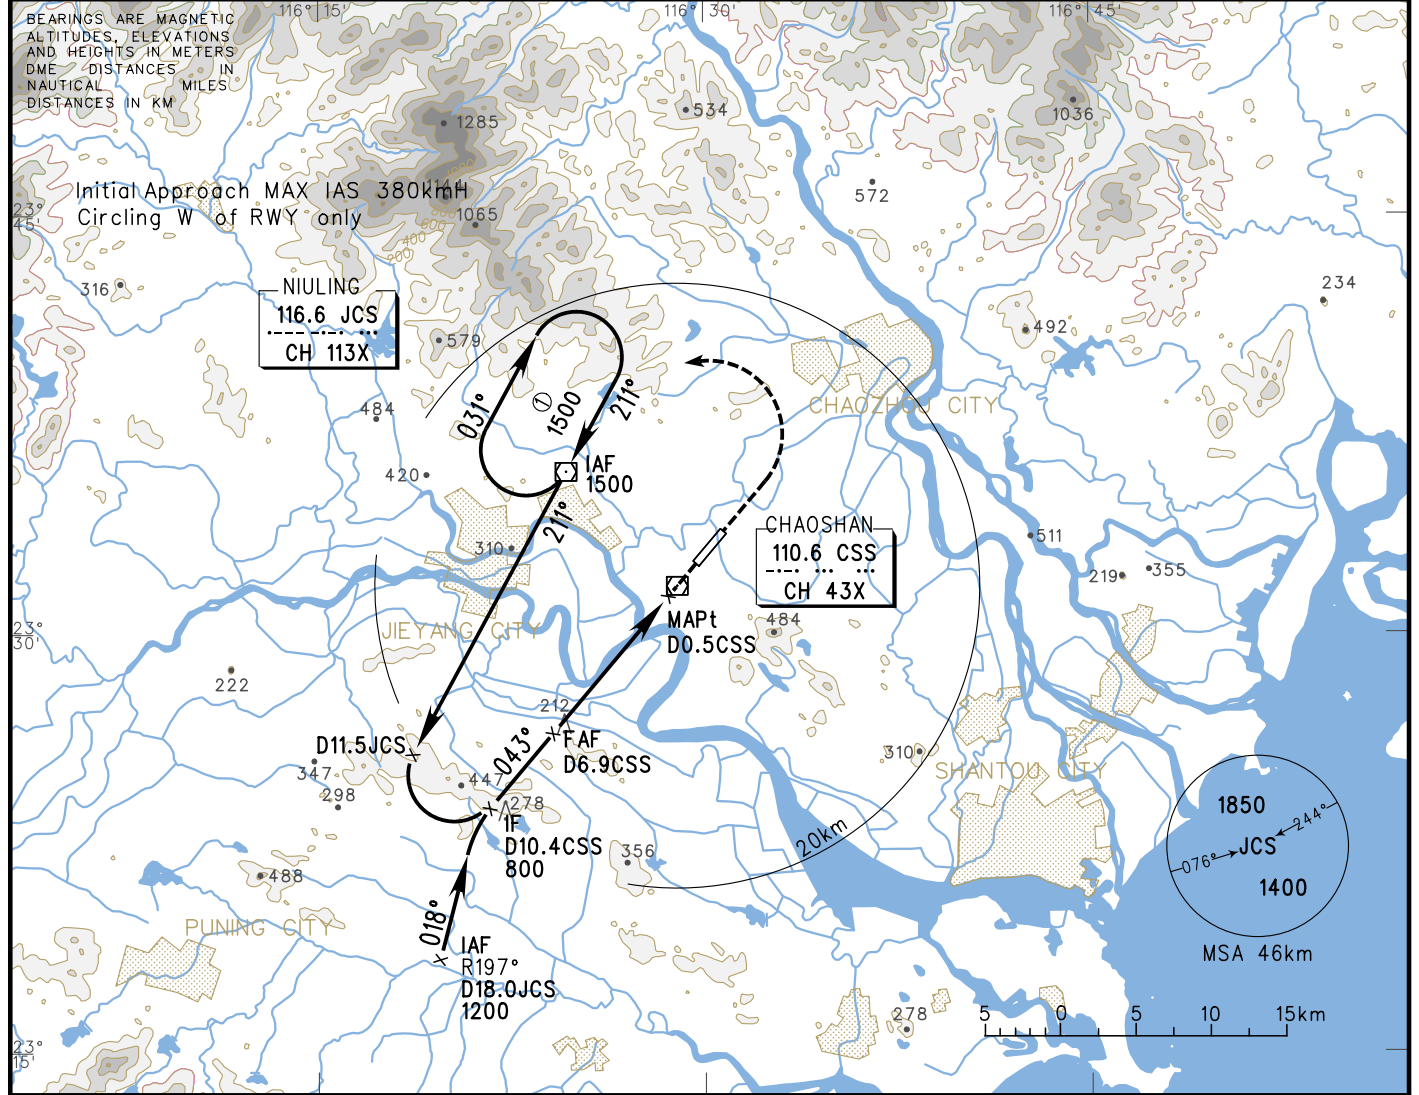 BEARINGS ARE MAGNETIC
ALTITUDES, ELEVATIONS
AND HEIGHTS IN METERS
DME DISTANCES IN
NAUTICAL MILES
DISTANCES IN KM
116° 15'
116° 30'
116° 45'
1285
534
1036
Initial Approach MAX IAS 380kmH
Circling W of RWY only
1065
600
400
200
572
23°
45'
316
NIULING
116.6 JCS
CH 113X
579
234
492
031°
1
1500
211°
484
CHAOZHOU CITY
420
IAF
1500
211°
310
CHAOSHAN
110.6 CSS
CH 43X
511
219
355
MAPt
D0.5CSS
484
JIEYANG CITY
23°
30'
222
212
D11.5JCS
043°
FAF
D6.9CSS
347
298
447
278
IF
D10.4CSS
800
310
SHANTOU CITY
20km
356
488
1850
244°
076°
JCS
1400
MSA 46km
PUNING CITY
018°
IAF
R197°
D18.0JCS
1200
278
5 0 5 10 15km
23°
15'